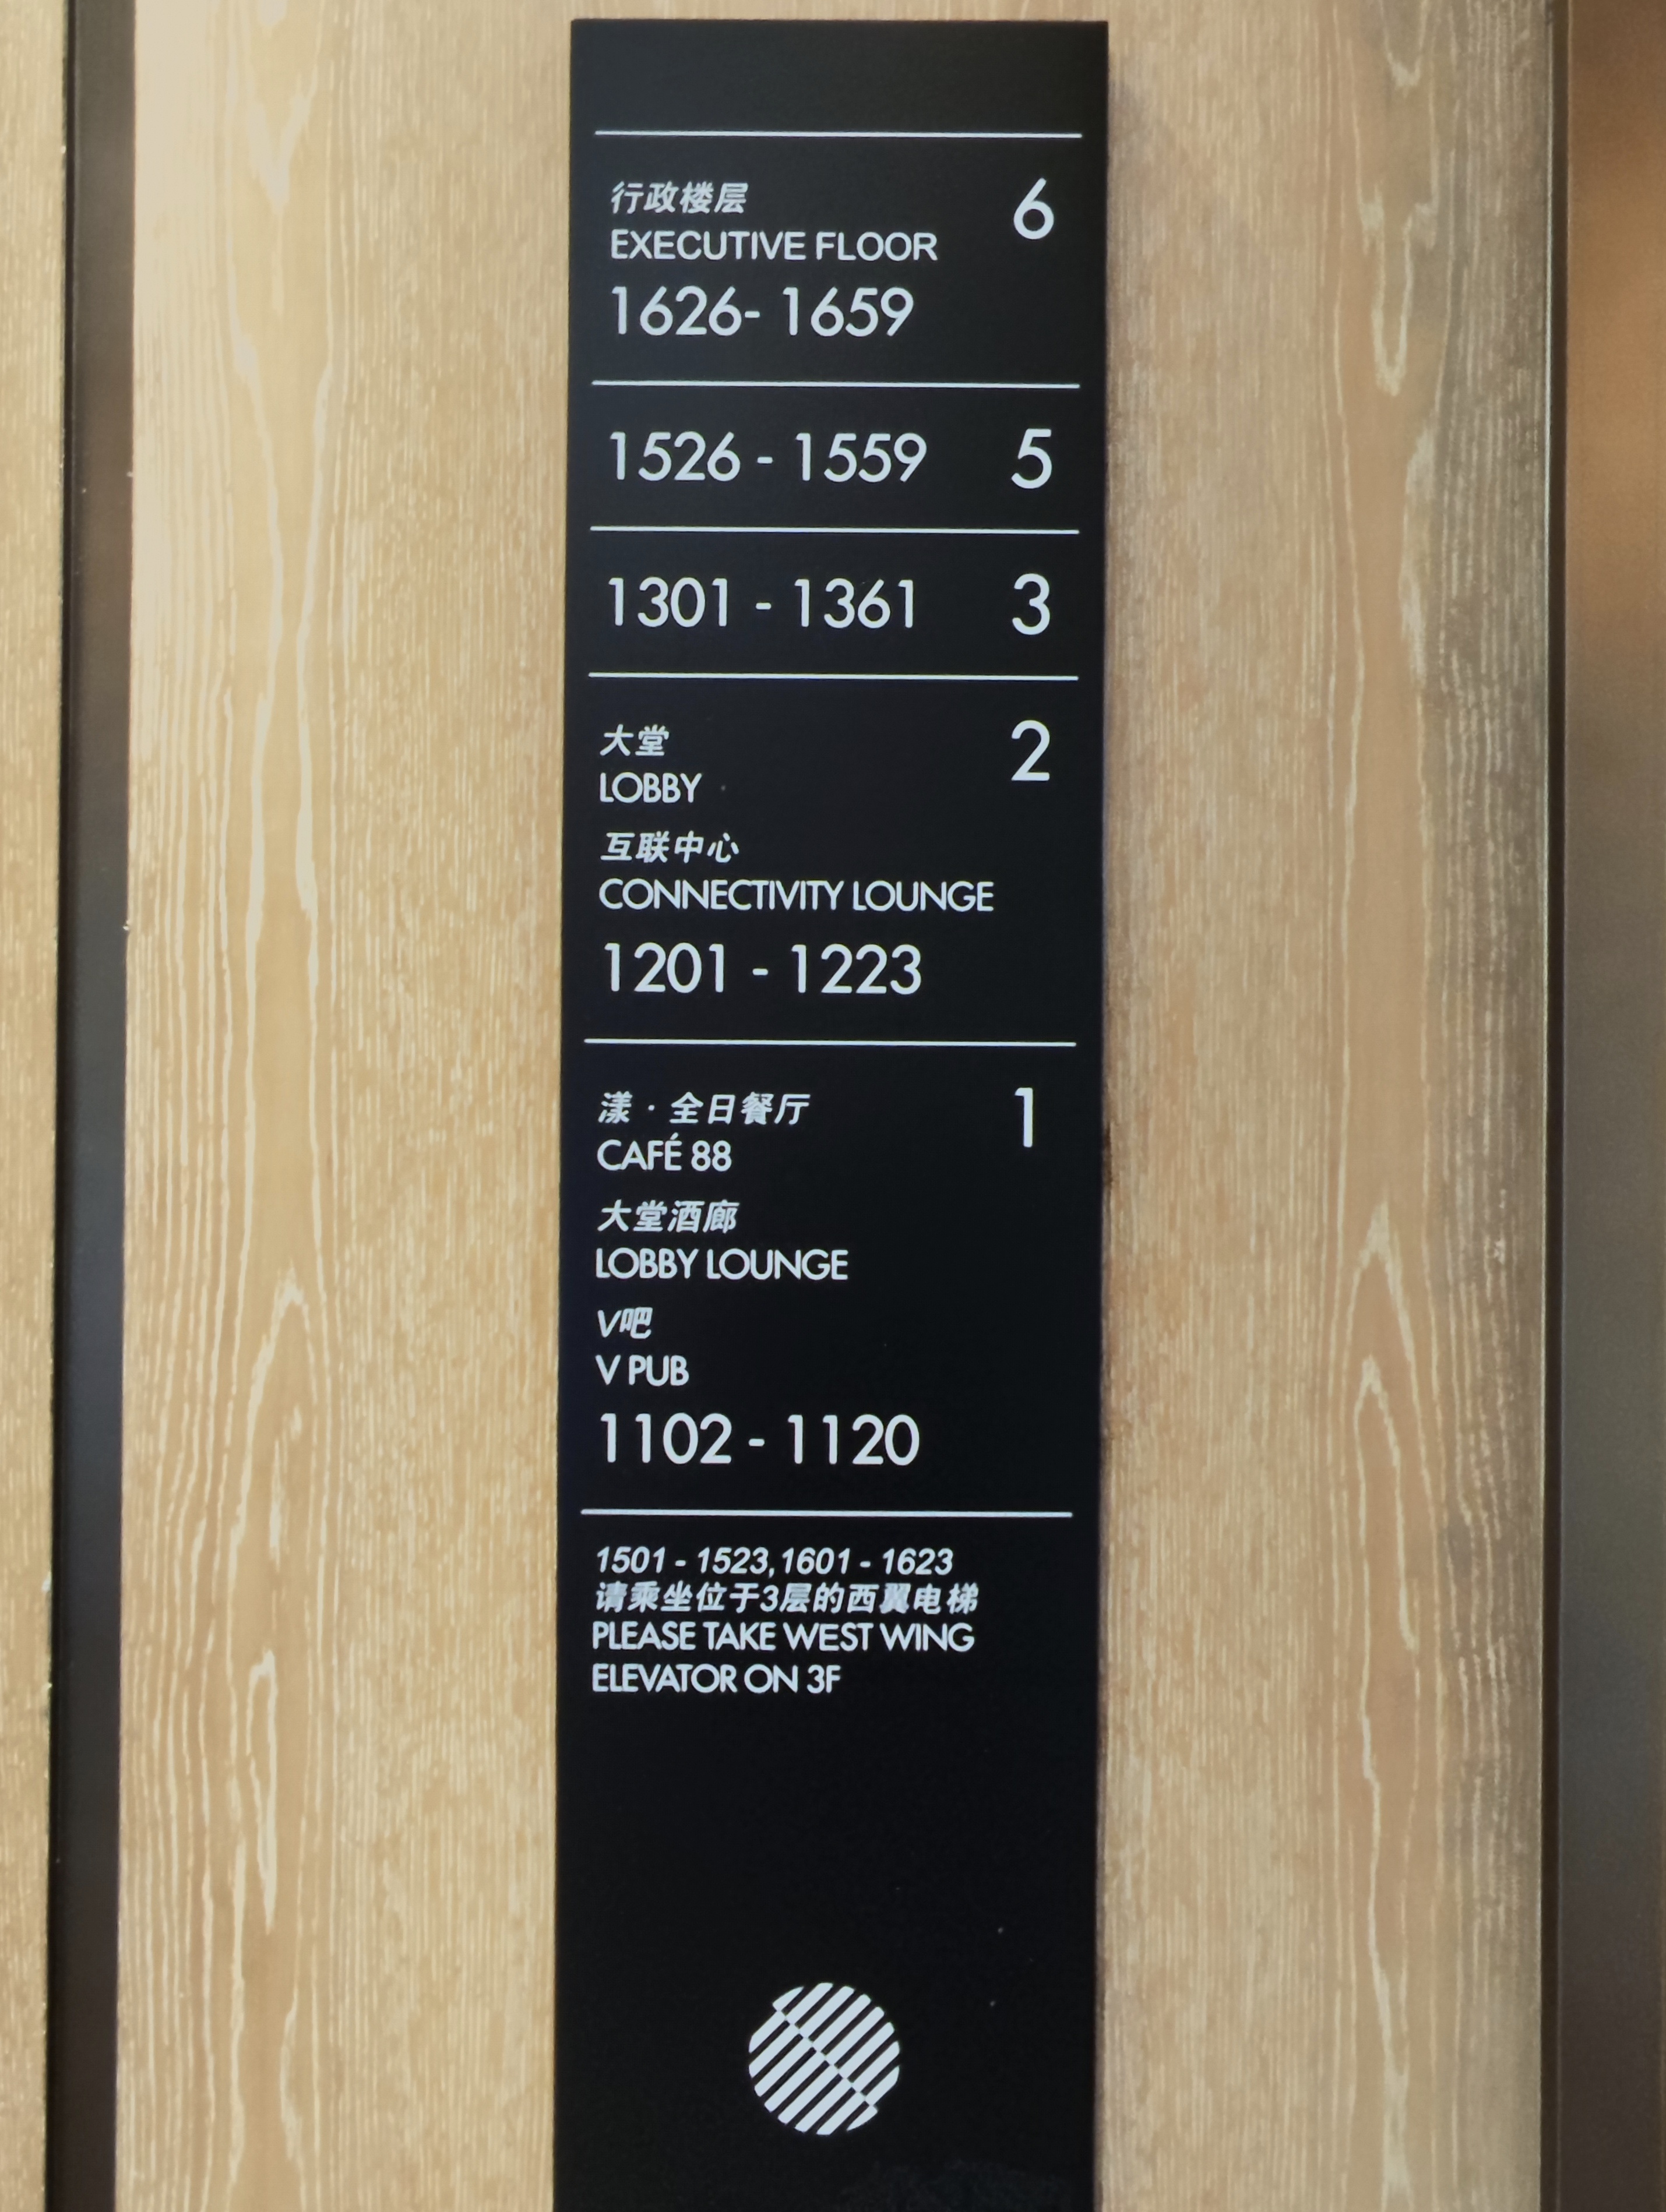 行政楼层 6
EXECUTIVE FLOOR
1626- 1659
1526 - 1559 5
1301 - 1361 3
大堂 2
LOBBY
互联中心
CONNECTIVITY LOUNGE
1201 - 1223
漾 · 全日餐厅 1
CAFÉ 88
大堂酒廊
LOBBY LOUNGE
V吧
V PUB
1102 - 1120
1501 - 1523,1601 - 1623
请乘坐位于3层的西翼电梯
PLEASE TAKE WEST WING
ELEVATOR ON 3F